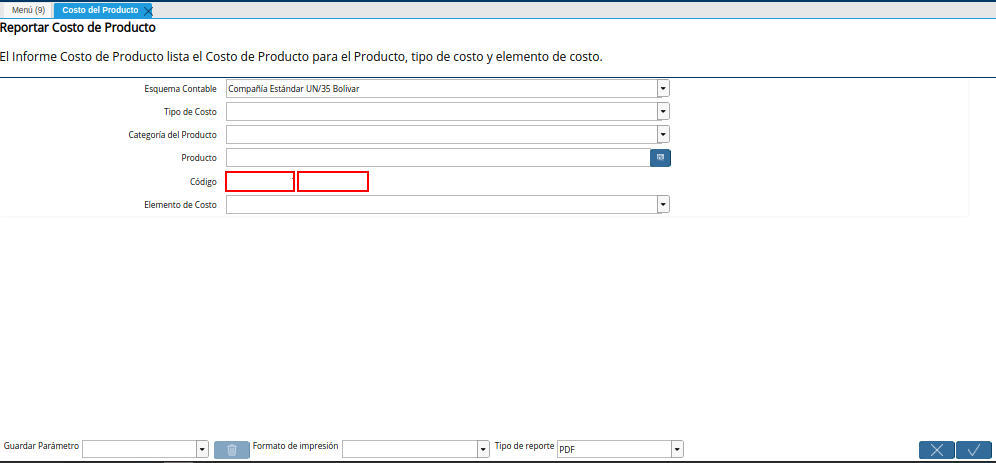 Menú (9) Costo del Producto
Reportar Costo de Producto
El Informe Costo de Producto lista el Costo de Producto para el Producto, tipo de costo y elemento de costo.
Esquema Contable Compañía Estándar UN/35 Bolivar
Tipo de Costo
Categoría del Producto
Producto
Código
Elemento de Costo
Guardar Parámetro Formato de impresión Tipo de reporte PDF